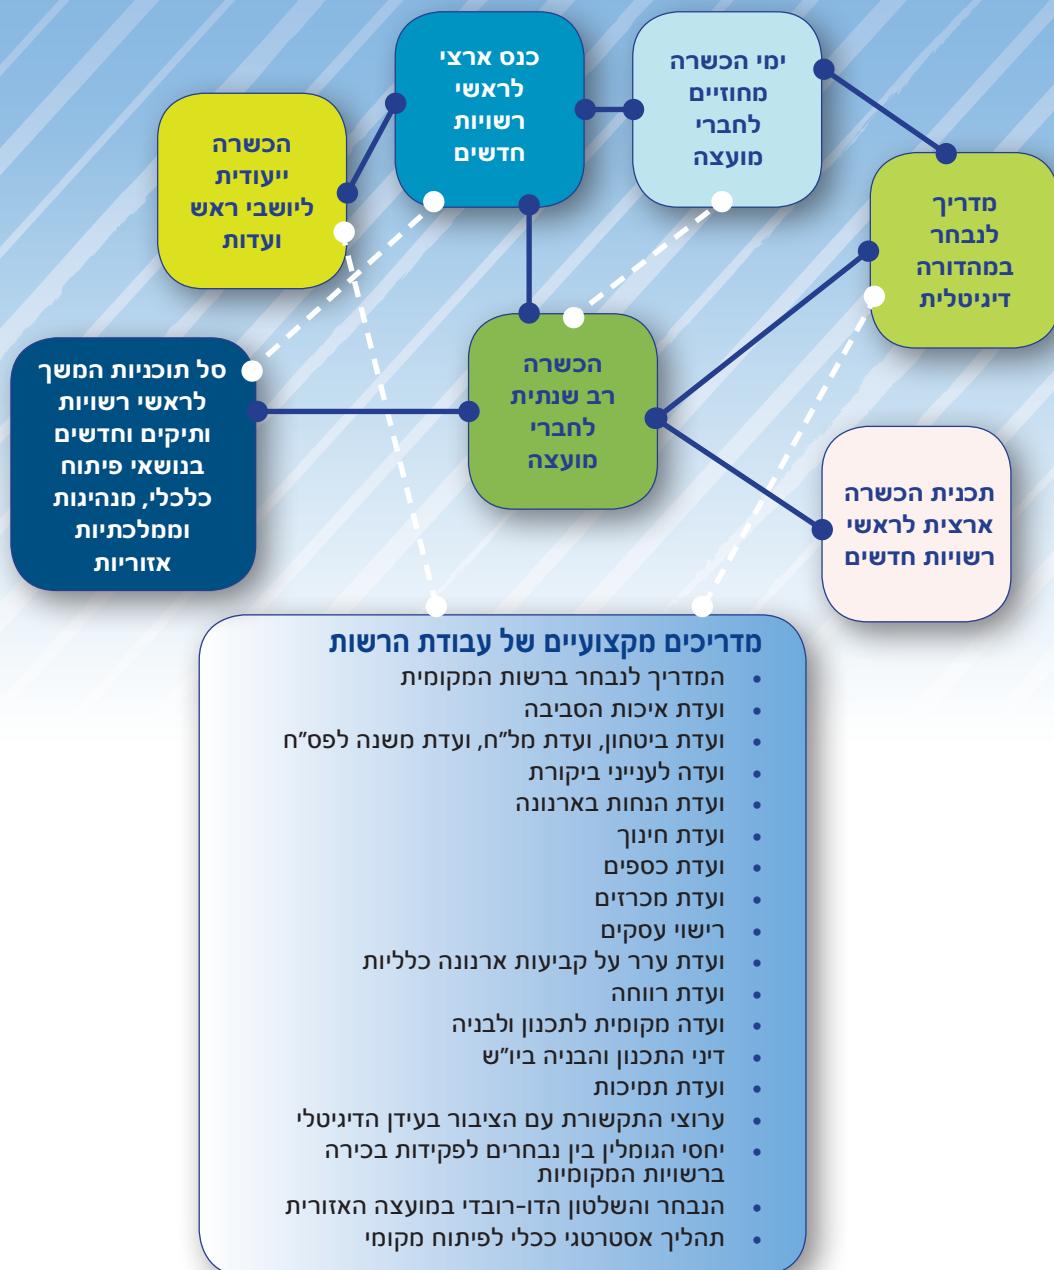 ימי הכשרה
מחוזיים
לחברי
מועצה
כנס ארצי
לראשי
רשויות
חדשים
הכשרה
ייעודית
ליושבי ראש
ועדות
מדריך
לנבחר
במהדורה
דיגיטלית
הכשרה
רב שנתית
לחברי
מועצה
סל תוכניות המשך
לראשי רשויות
ותיקים וחדשים
בנושאי פיתוח
כלכלי, מנהיגות
וממלכתיות
אזוריות
תכנית הכשרה
ארצית לראשי
רשויות חדשים
מדריכים מקצועיים של עבודת הרשות
• המדריך לנבחר ברשות המקומית
• ועדת איכות הסביבה
• ועדת ביטחון, ועדת מל״ח, ועדת משנה לפס״ח
• ועדה לענייני ביקורת
• ועדת הנחות בארנונה
• ועדת חינוך
• ועדת כספים
• ועדת מכרזים
• רישוי עסקים
• ועדת ערר על קביעות ארנונה כלליות
• ועדת רווחה
• ועדה מקומית לתכנון ולבניה
• דיני התכנון והבניה ביו״ש
• ועדת תמיכות
• ערוצי התקשורת עם הציבור בעידן הדיגיטלי
• יחסי הגומלין בין נבחרים לפקידות בכירה
ברשויות המקומיות
• הנבחר והשלטון הדו-רובדי במועצה האזורית
• תהליך אסטרטגי ככלי לפיתוח מקומי